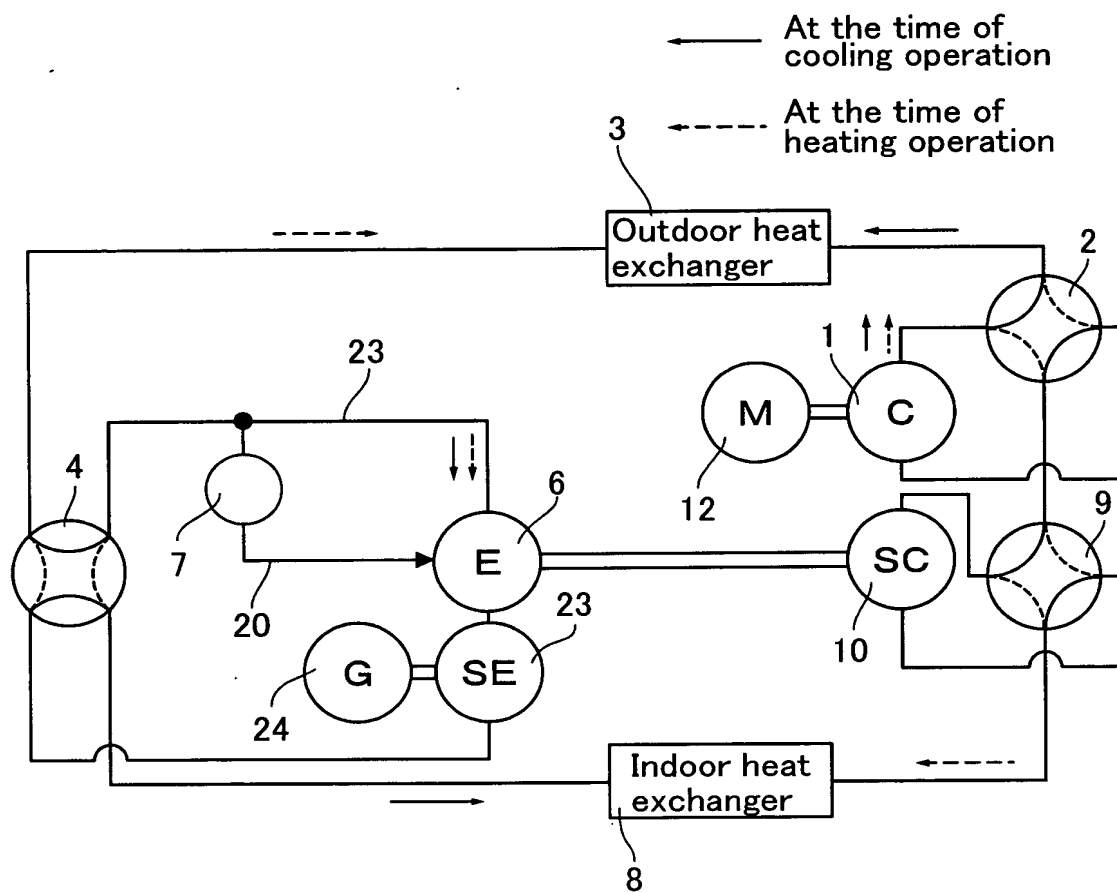 At the time of
cooling operation
At the time of
heating operation
3
Outdoor heat
exchanger
2
1
23
M
C
4
12
6
9
7
E
SC
20
23
10
G
SE
24
Indoor heat
exchanger
8